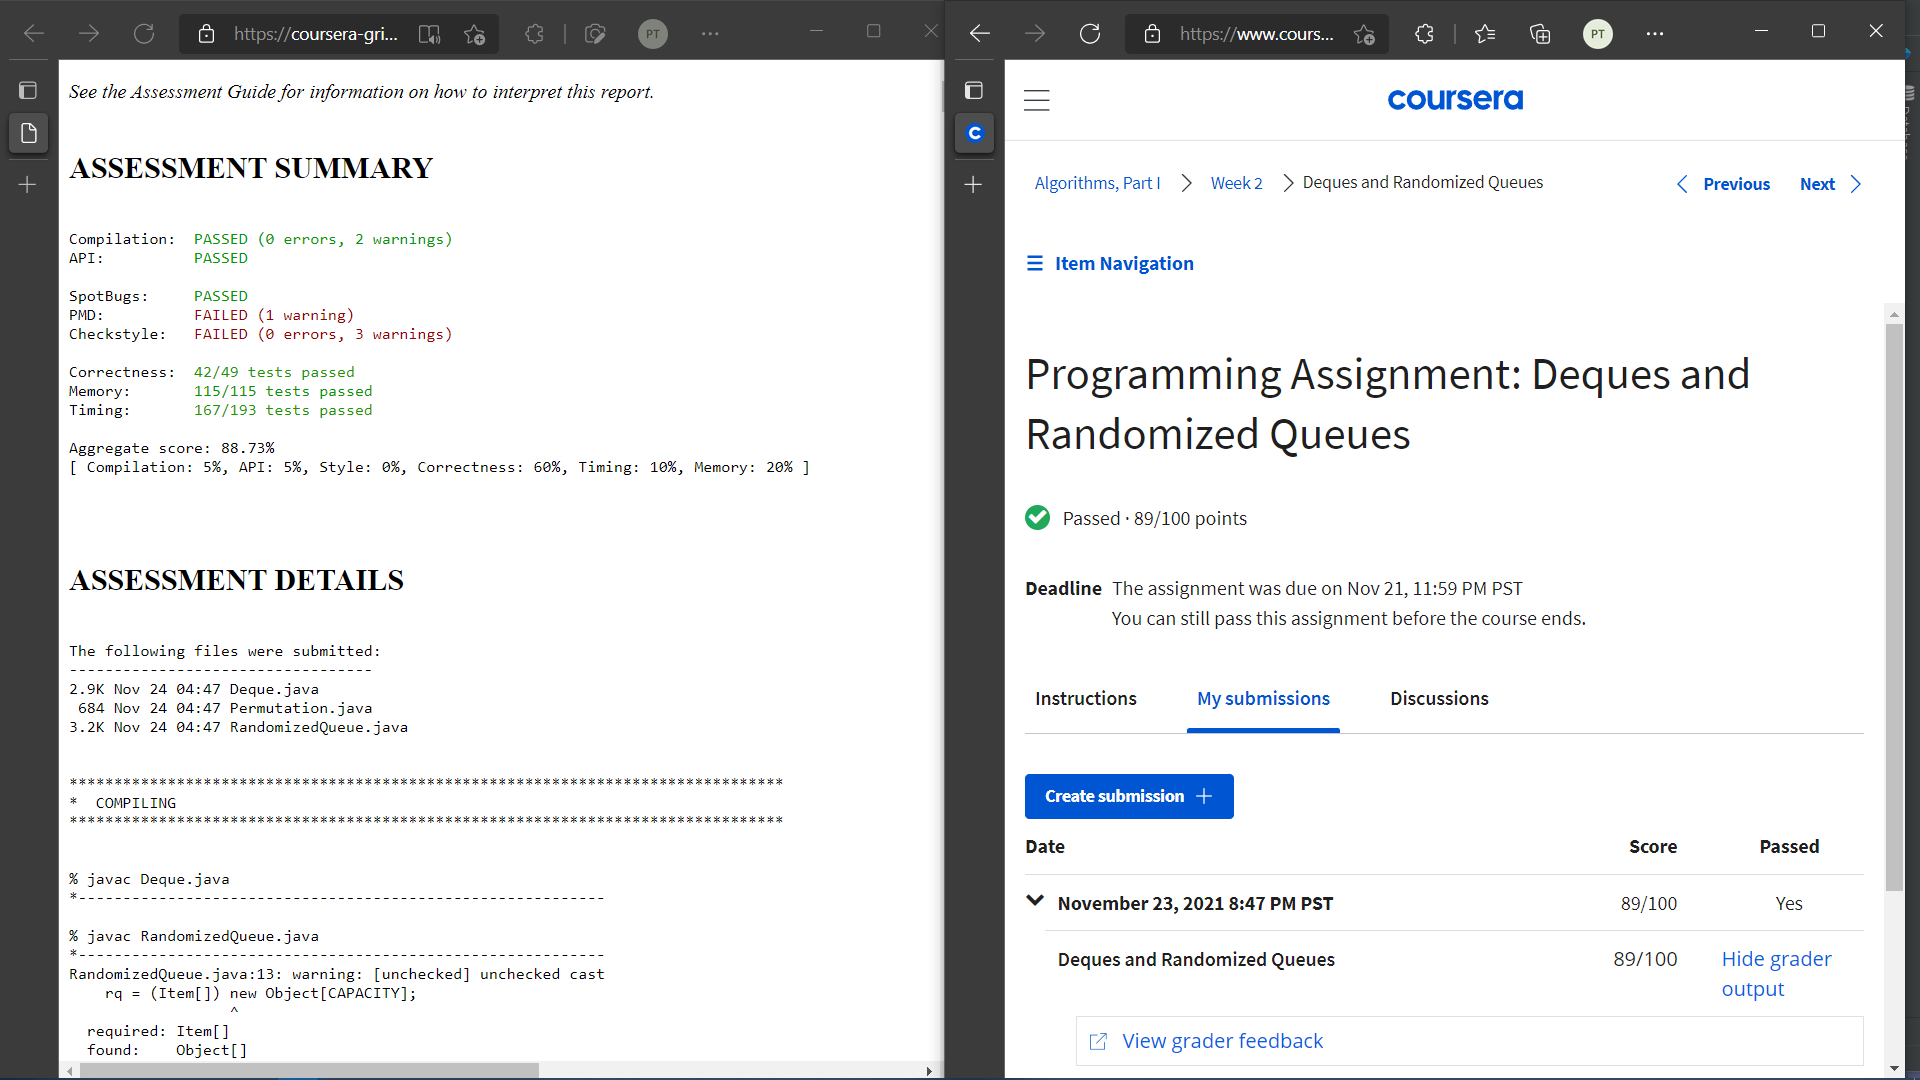 https://coursera-gri...
PT
See the Assessment Guide for information on how to interpret this report.
ASSESSMENT SUMMARY
Compilation:  PASSED (0 errors, 2 warnings)
API:          PASSED
SpotBugs:     PASSED
PMD:          FAILED (1 warning)
Checkstyle:   FAILED (0 errors, 3 warnings)
Correctness:  42/49 tests passed
Memory:       115/115 tests passed
Timing:       167/193 tests passed
Aggregate score: 88.73%
[ Compilation: 5%, API: 5%, Style: 0%, Correctness: 60%, Timing: 10%, Memory: 20% ]
ASSESSMENT DETAILS
The following files were submitted:
----------------------------------
2.9K Nov 24 04:47 Deque.java
 684 Nov 24 04:47 Permutation.java
3.2K Nov 24 04:47 RandomizedQueue.java
********************************************************************************
*  COMPILING
********************************************************************************
% javac Deque.java
*-----------------------------------------------------------
% javac RandomizedQueue.java
*-----------------------------------------------------------
RandomizedQueue.java:13: warning: [unchecked] unchecked cast
    rq = (Item[]) new Object[CAPACITY];
                  ^
  required: Item[]
  found:    Object[]
https://www.cours...
PT
C
coursera
Algorithms, Part I > Week 2 > Deques and Randomized Queues
Previous
Next
Item Navigation
Programming Assignment: Deques and
Randomized Queues
Passed · 89/100 points
Deadline The assignment was due on Nov 21, 11:59 PM PST
You can still pass this assignment before the course ends.
Instructions
My submissions
Discussions
Create submission +
Date Score Passed
November 23, 2021 8:47 PM PST 89/100 Yes
Deques and Randomized Queues 89/100 Hide grader
output
View grader feedback